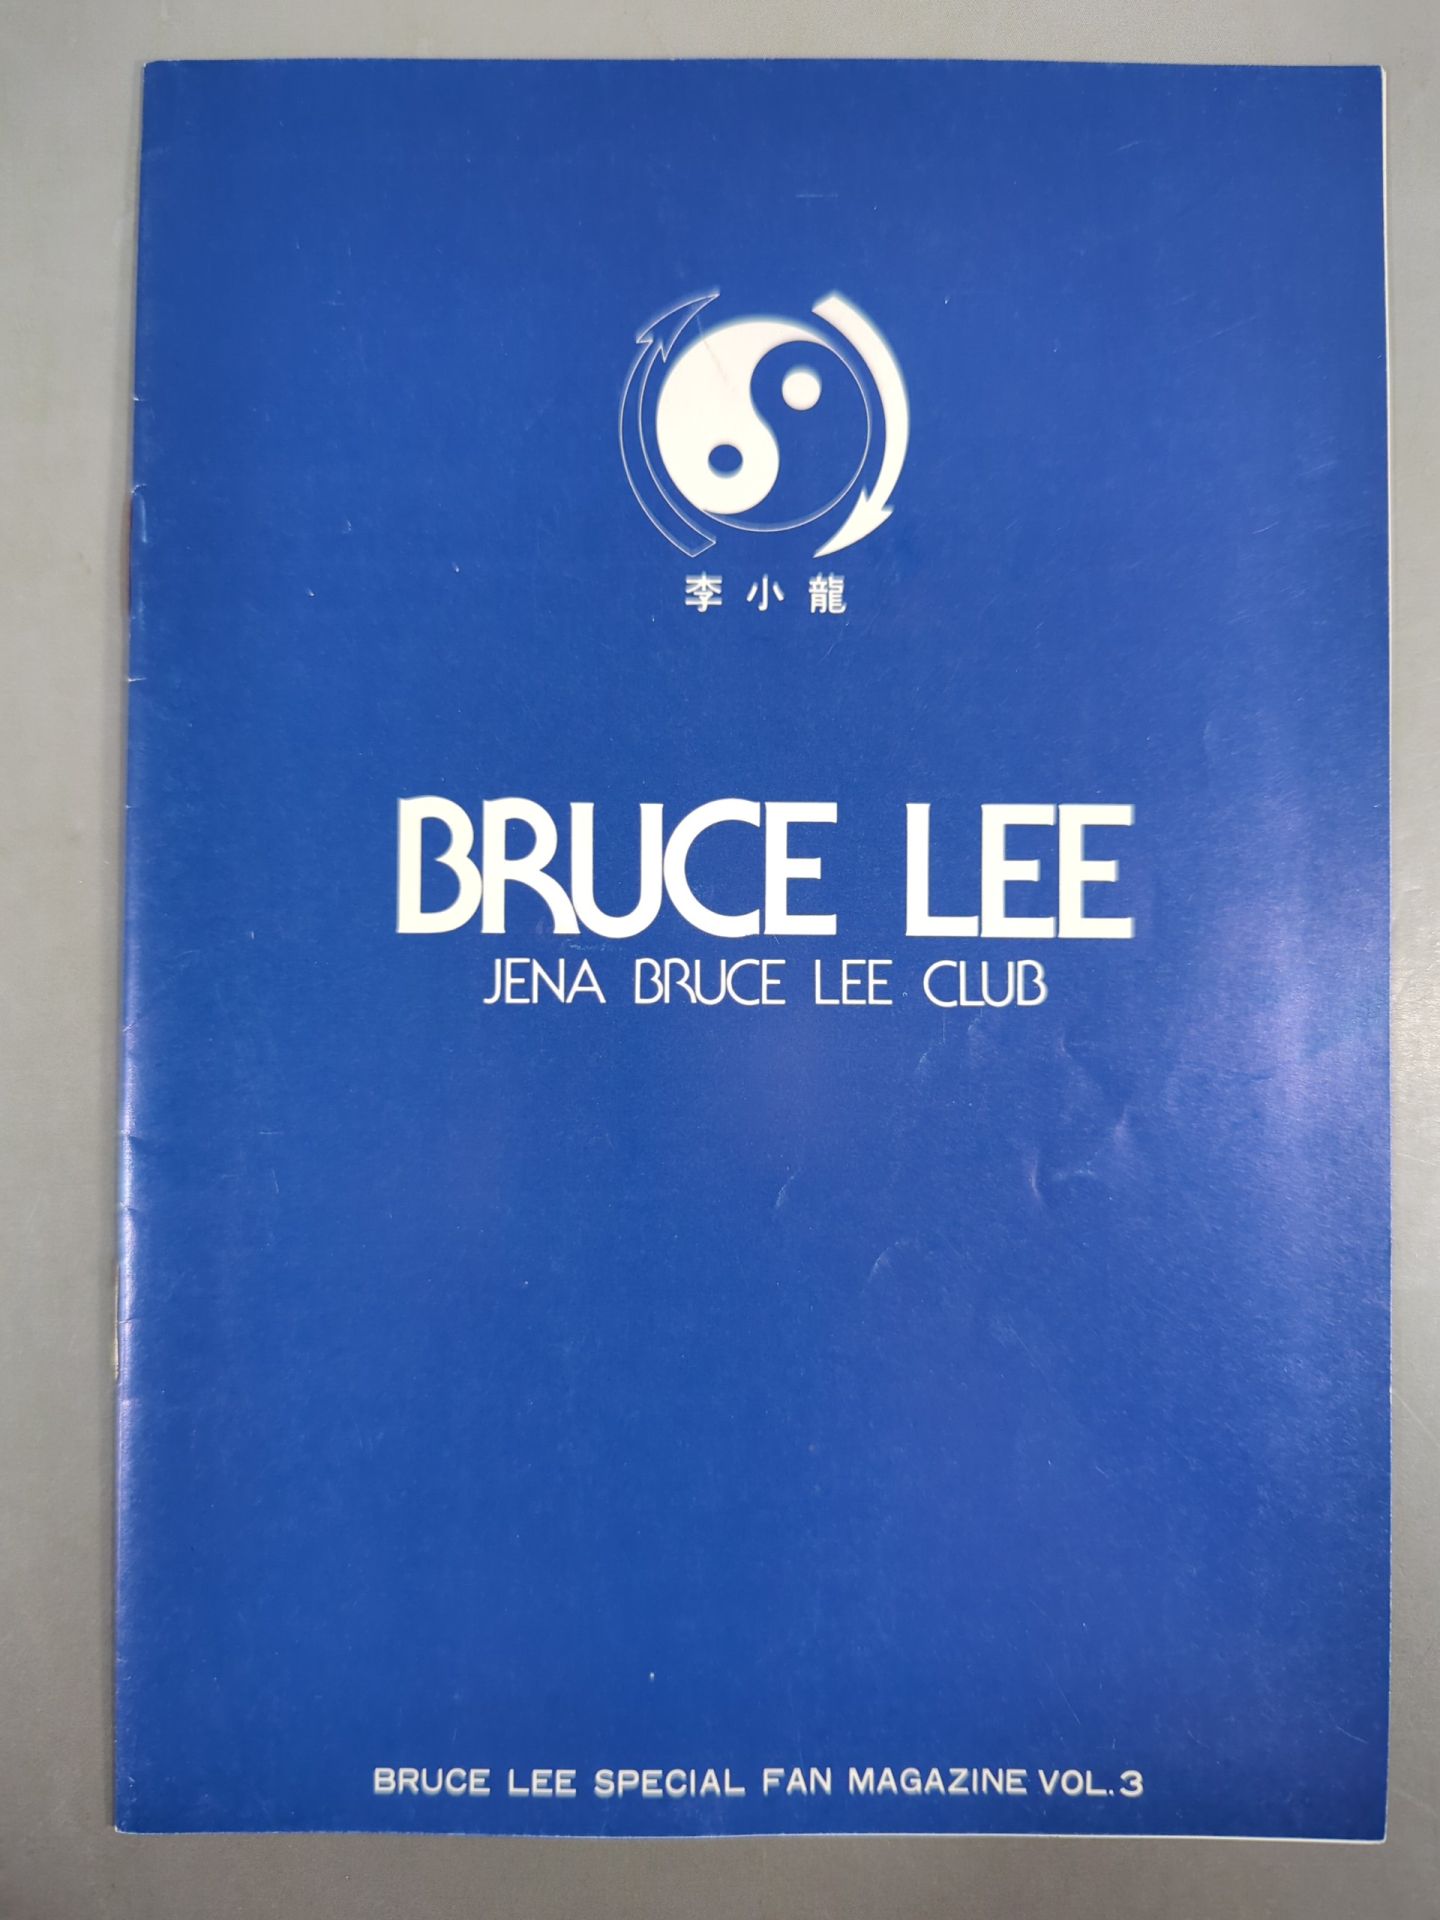 李小龍
BRUCE LEE
JENA BRUCE LEE CLUB
BRUCE LEE SPECIAL FAN MAGAZINE VOL.3